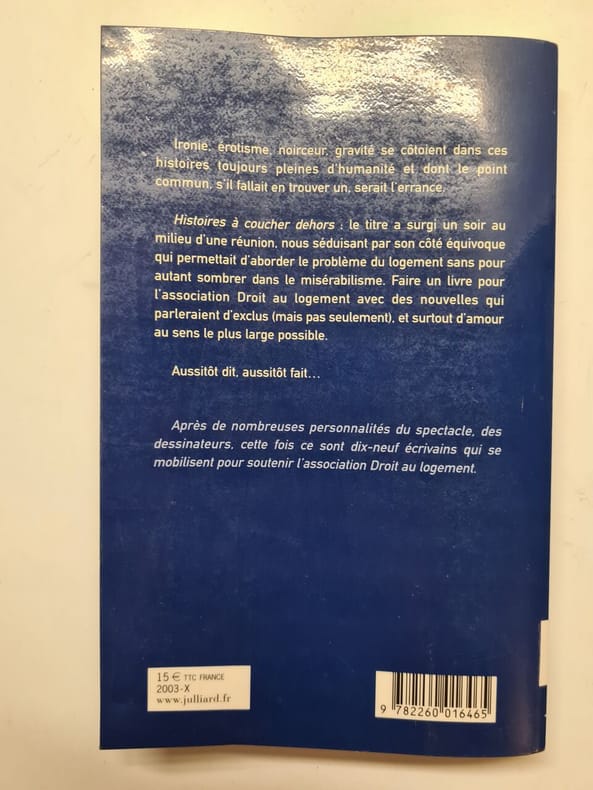 Ironie, érotisme, noirceur, gravité se côtoient dans ces
histoires toujours pleines d'humanité et dont le point
commun, s'il fallait en trouver un, serait l'errance.
Histoires à coucher dehors : le titre a surgi un soir au
milieu d'une réunion, nous séduisant par son côté équivoque
qui permettait d'aborder le problème du logement sans pour
autant sombrer dans le misérabilisme. Faire un livre pour
l'association Droit au logement avec des nouvelles qui
parleraient d'exclus (mais pas seulement), et surtout d'amour
au sens le plus large possible.
Aussitôt dit, aussitôt fait...
Après de nombreuses personnalités du spectacle, des
dessinateurs, cette fois ce sont dix-neuf écrivains qui se
mobilisent pour soutenir l'association Droit au logement.
15 € TTC FRANCE
2003-X
www.julliard.fr
9 782260 016465